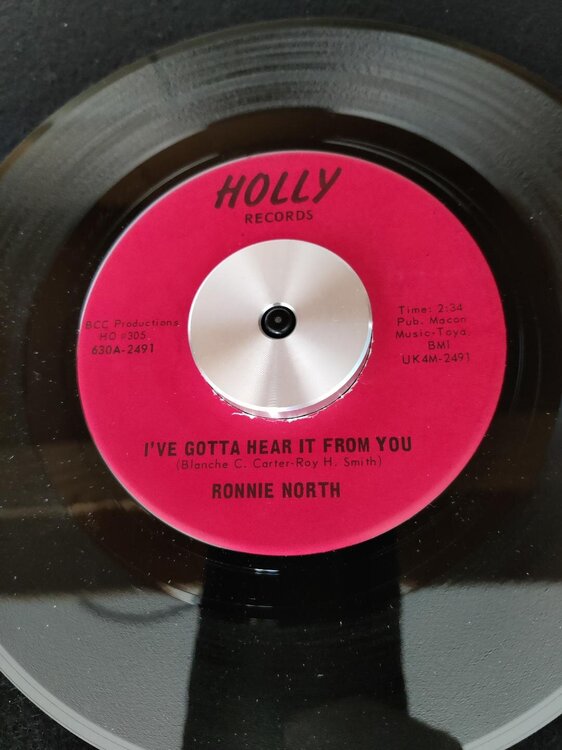 HOLLY
RECORDS
BCC Productions
HO #305
630A-2491
Time: 2:34
Pub. Macon
Music-Toya
BMI
UK4M-2491
I'VE GOTTA HEAR IT FROM YOU
(Blanche C. Carter-Roy H. Smith)
RONNIE NORTH